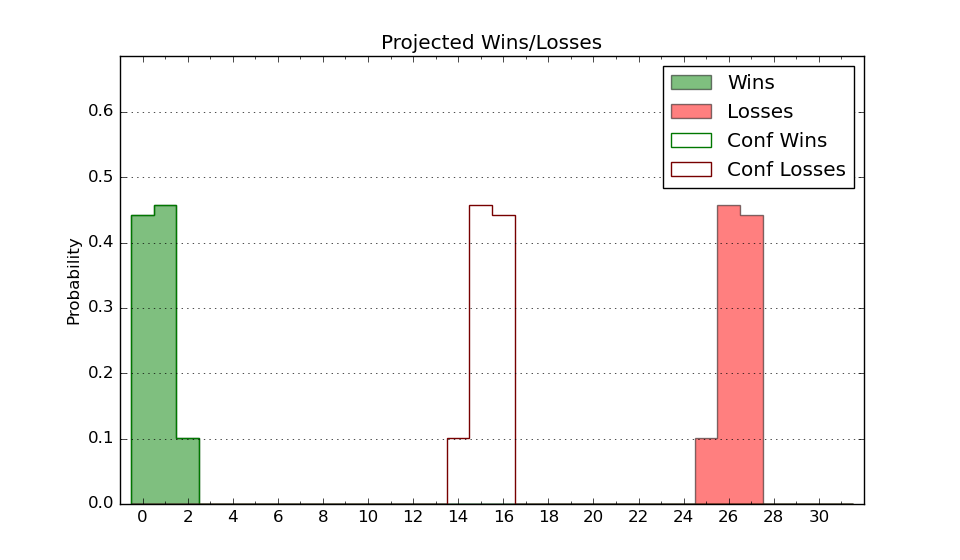 Projected Wins/Losses
Wins
Losses
Conf Wins
Conf Losses
Probability
0.6
0.5
0.4
0.3
0.2
0.1
0.0
0 2 4 6 8 10 12 14 16 18 20 22 24 26 28 30